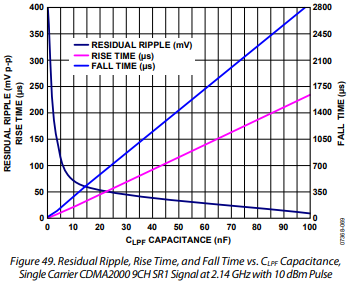 400
350
300
250
200
150
100
50
0
RESIDUAL RIPPLE (mV p-p)
RISE TIME (µs)
RESIDUAL RIPPLE (mV)
RISE TIME (µs)
FALL TIME (µs)
2800
2450
2100
1750
1400
1050
700
350
0
FALL TIME (µs)
0 10 20 30 40 50 60 70 80 90 100
CLPF CAPACITANCE (nF)
Figure 49. Residual Ripple, Rise Time, and Fall Time vs. CLPF Capacitance,
Single Carrier CDMA2000 9CH SR1 Signal at 2.14 GHz with 10 dBm Pulse